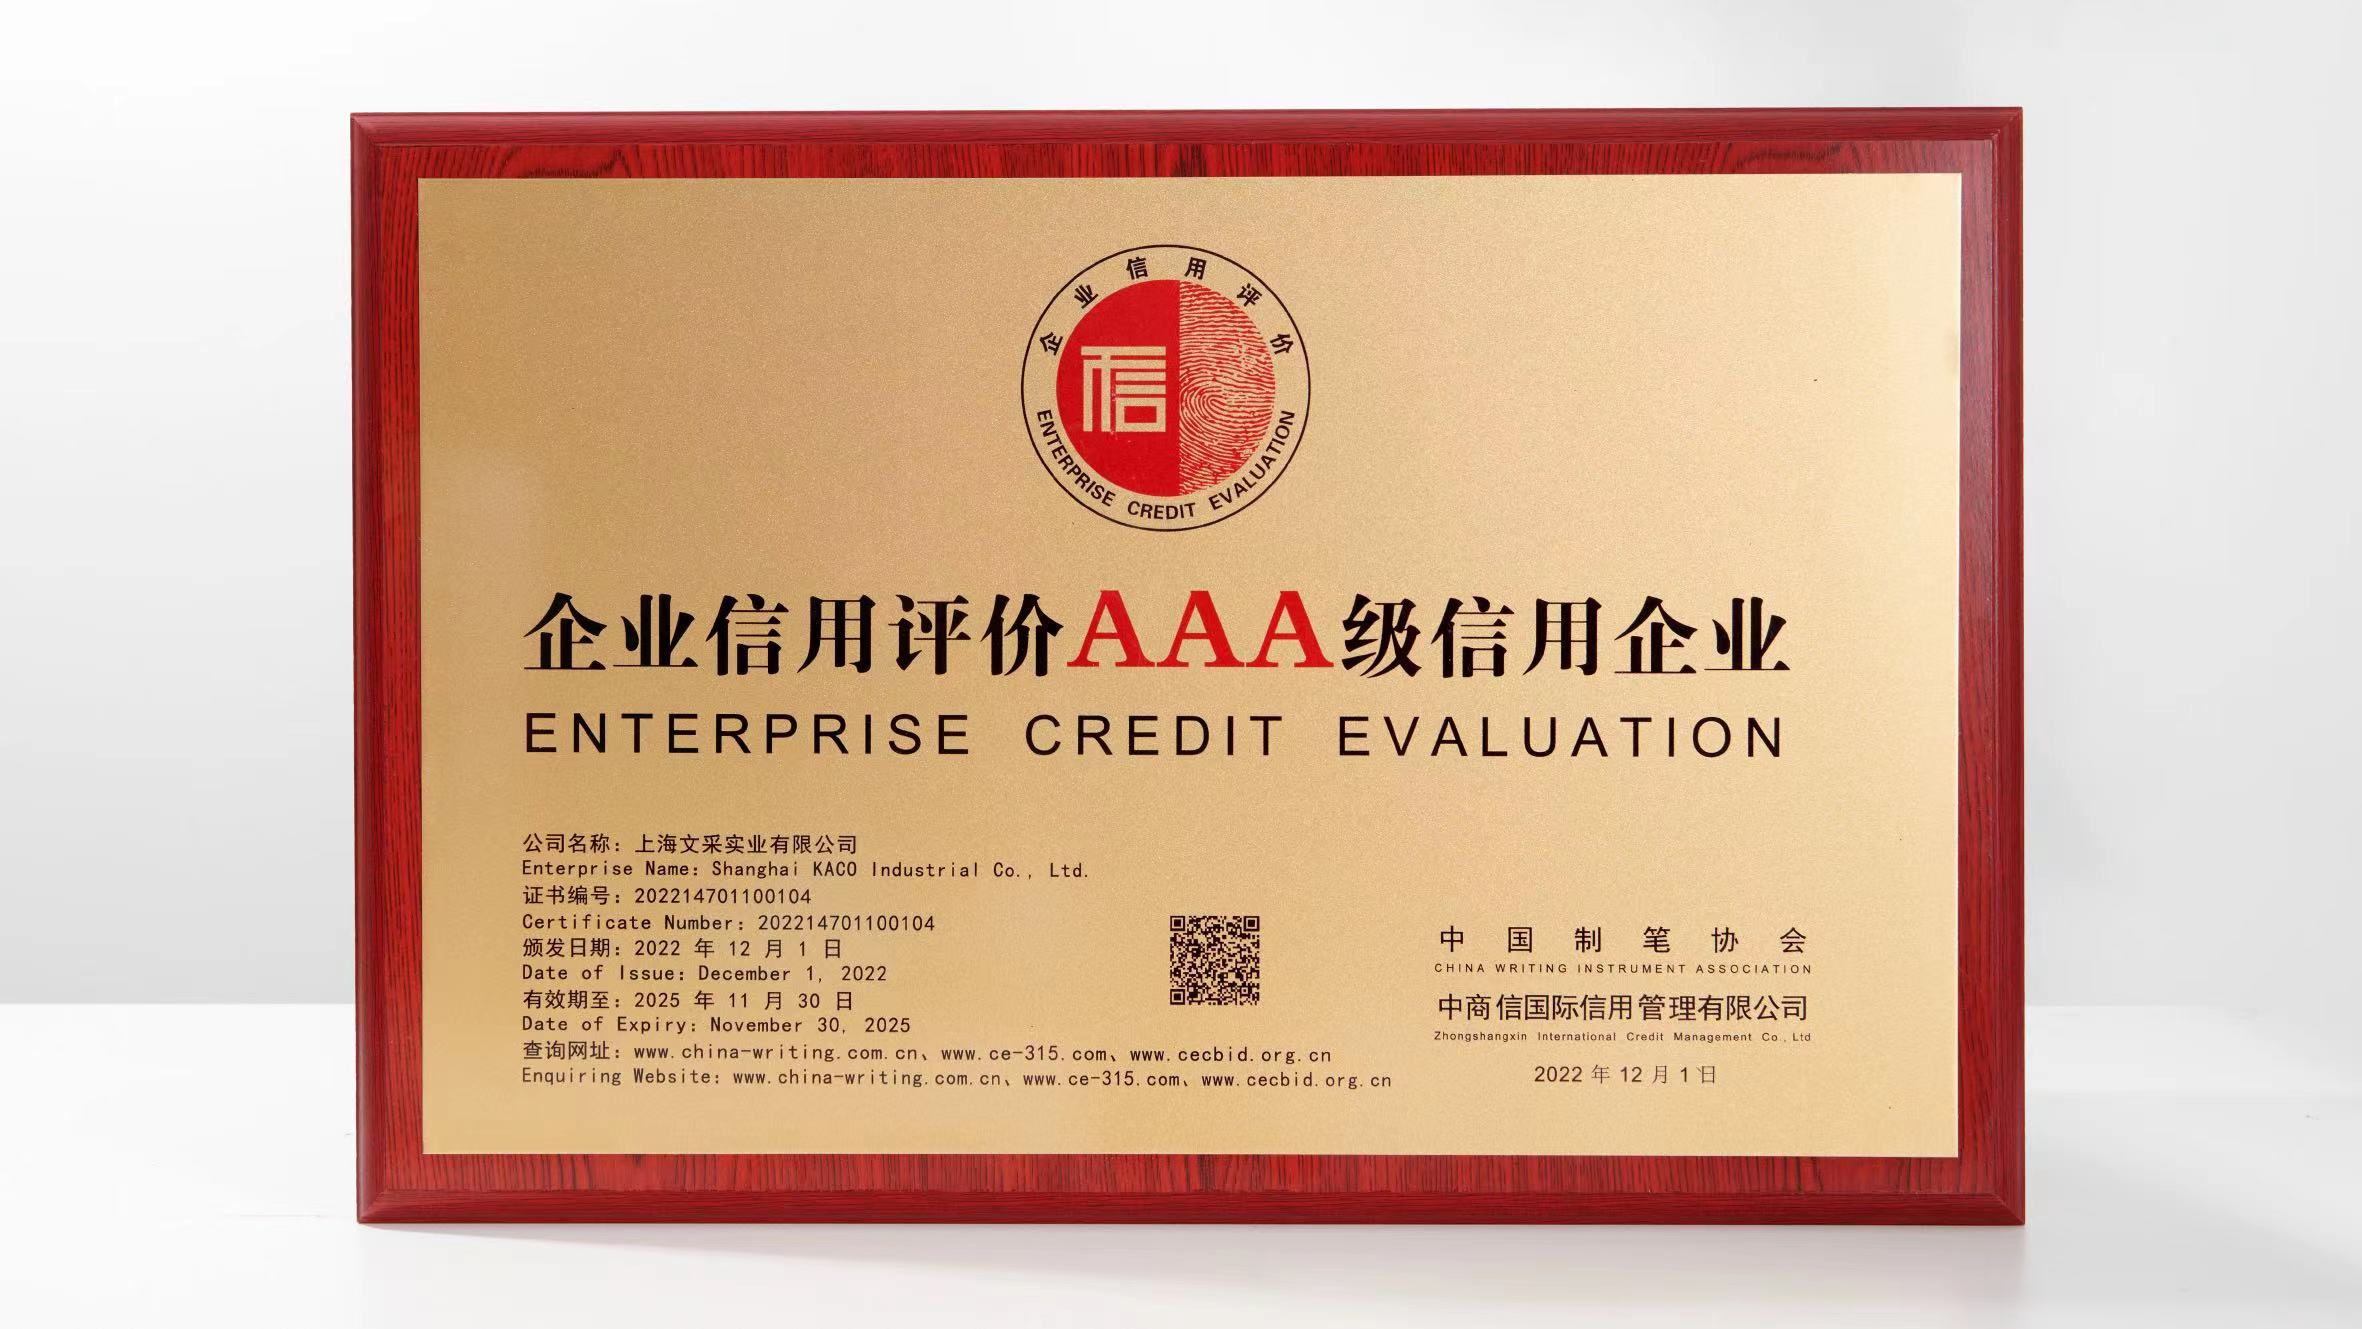 企业信用评价
信
ENTERPRISE CREDIT EVALUATION
企业信用评价AAA级信用企业
ENTERPRISE CREDIT EVALUATION
公司名称：上海文采实业有限公司
Enterprise Name: Shanghai KACO Industrial Co., Ltd.
证书编号：202214701100104
Certificate Number: 202214701100104
颁发日期：2022 年 12 月 1 日
Date of Issue: December 1, 2022
有效期至：2025 年 11 月 30 日
Date of Expiry: November 30, 2025
查询网址：www.china-writing.com.cn、www.ce-315.com、www.cecbid.org.cn
Enquiring Website: www.china-writing.com.cn、www.ce-315.com、www.cecbid.org.cn
中国制笔协会
CHINA WRITING INSTRUMENT ASSOCIATION
中商信国际信用管理有限公司
Zhongshangxin International Credit Management Co., Ltd
2022 年 12 月 1 日